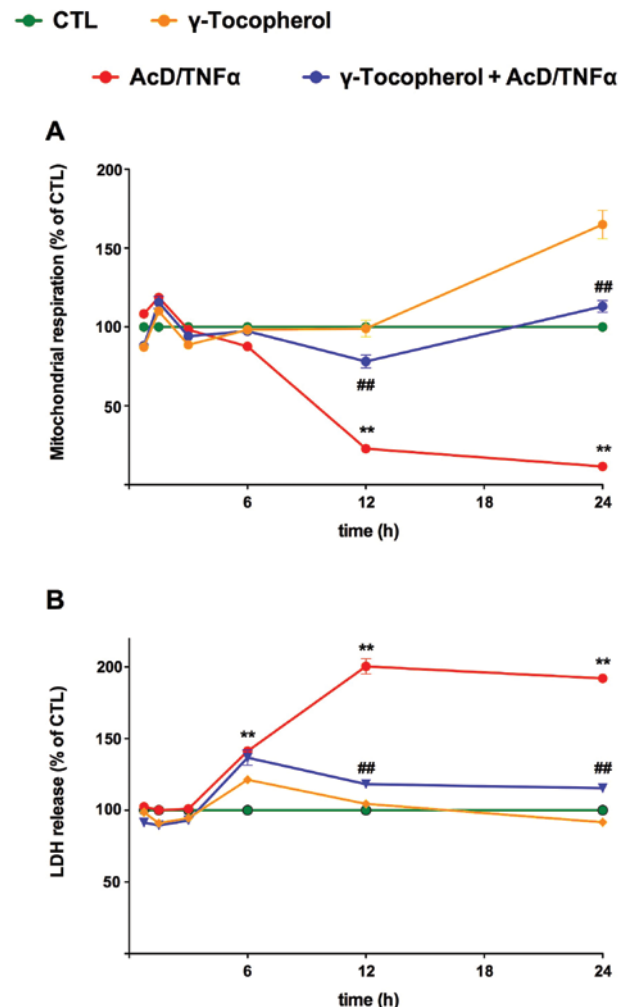 CTL γ-Tocopherol
AcD/TNFα γ-Tocopherol + AcD/TNFα
A
Mitochondrial respiration (% of CTL)
200
150
100
50
##
##
**
**
6 12 18 24
time (h)
B
LDH release (% of CTL)
200
150
100
50
**
**
**
##
##
6 12 18 24
time (h)